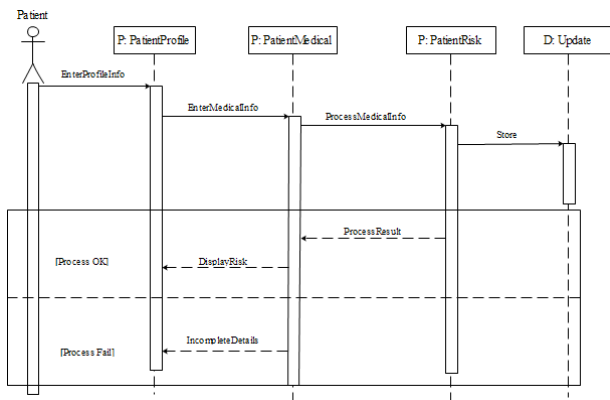 Patient
P: PatientProfile
P: PatientMedical
P: PatientRisk
D: Update
EnterProfileInfo
EnterMedicalInfo
ProcessMedicalInfo
Store
ProcessResult
[Process OK]
DisplayRisk
IncompleteDetails
[Process Fail]